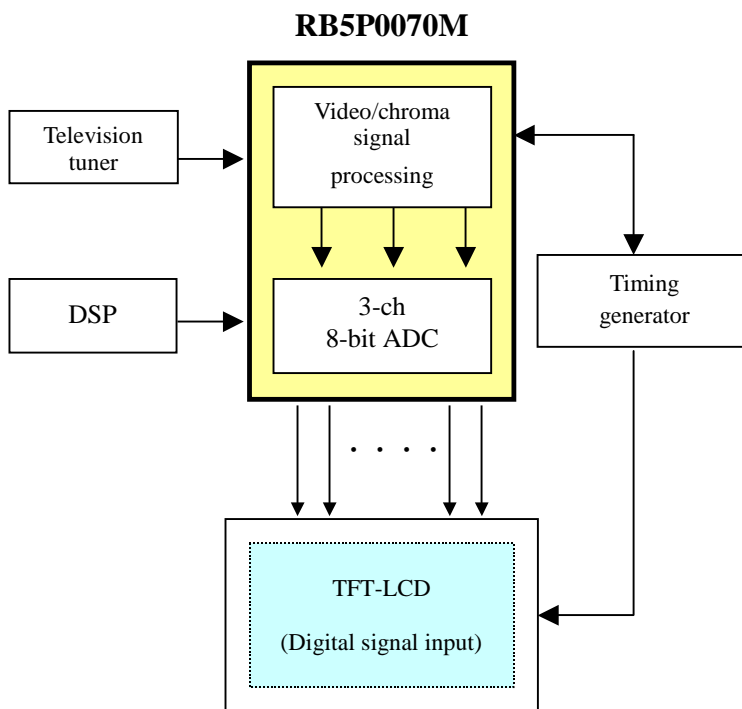 RB5P0070M
Television
tuner
Video/chroma
signal
processing
DSP
3-ch
8-bit ADC
Timing
generator
. . . .
TFT-LCD
(Digital signal input)